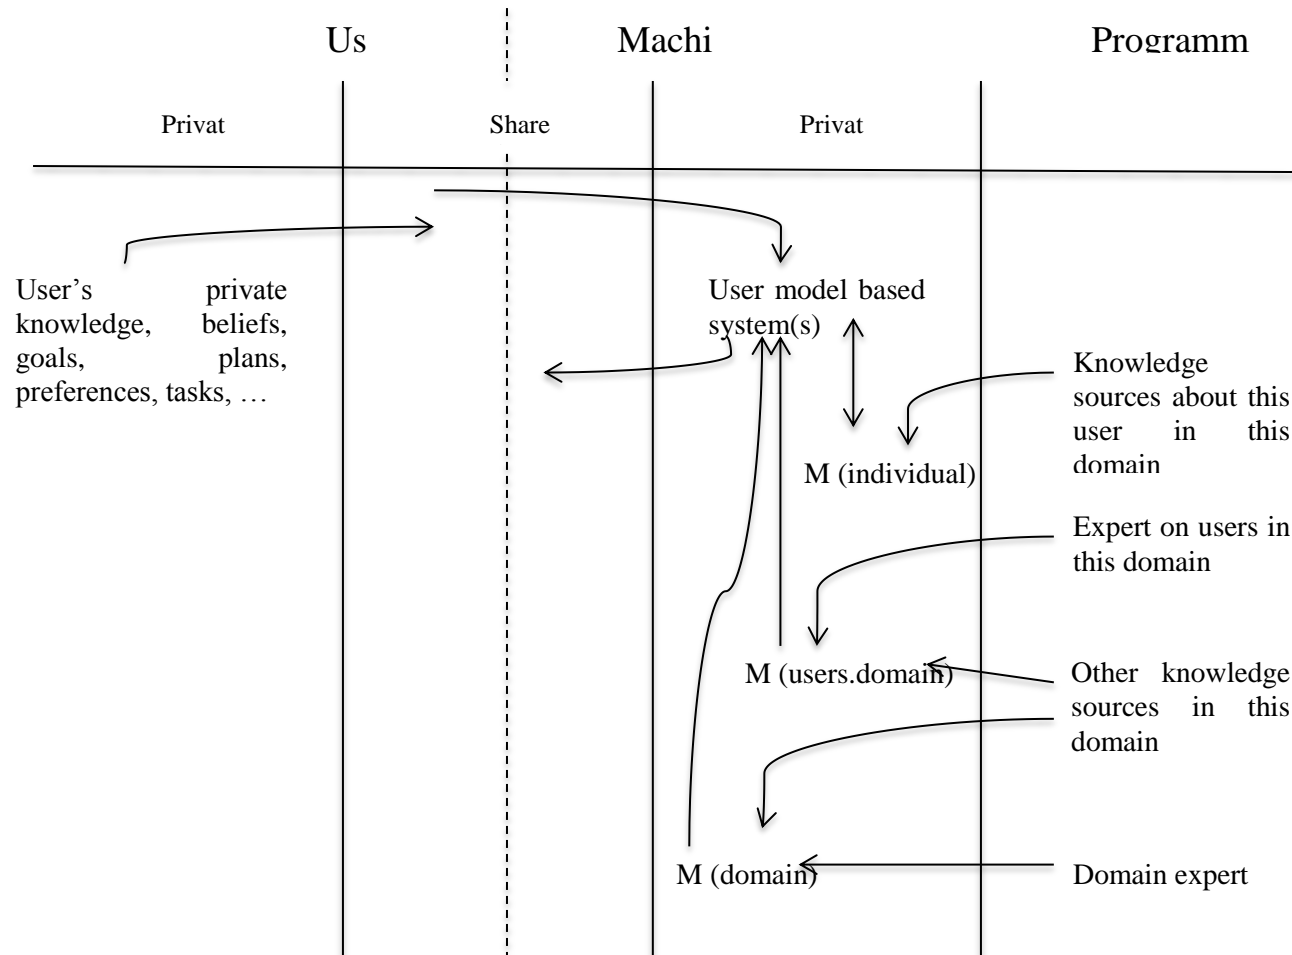 Us
Machi
Programm
Privat
Share
Privat
User's private
knowledge, beliefs,
goals, plans,
preferences, tasks, …
User model based
system(s)
Knowledge
sources about this
user in this
domain
M (individual)
Expert on users in
this domain
M (users.domain)
Other knowledge
sources in this
domain
M (domain)
Domain expert